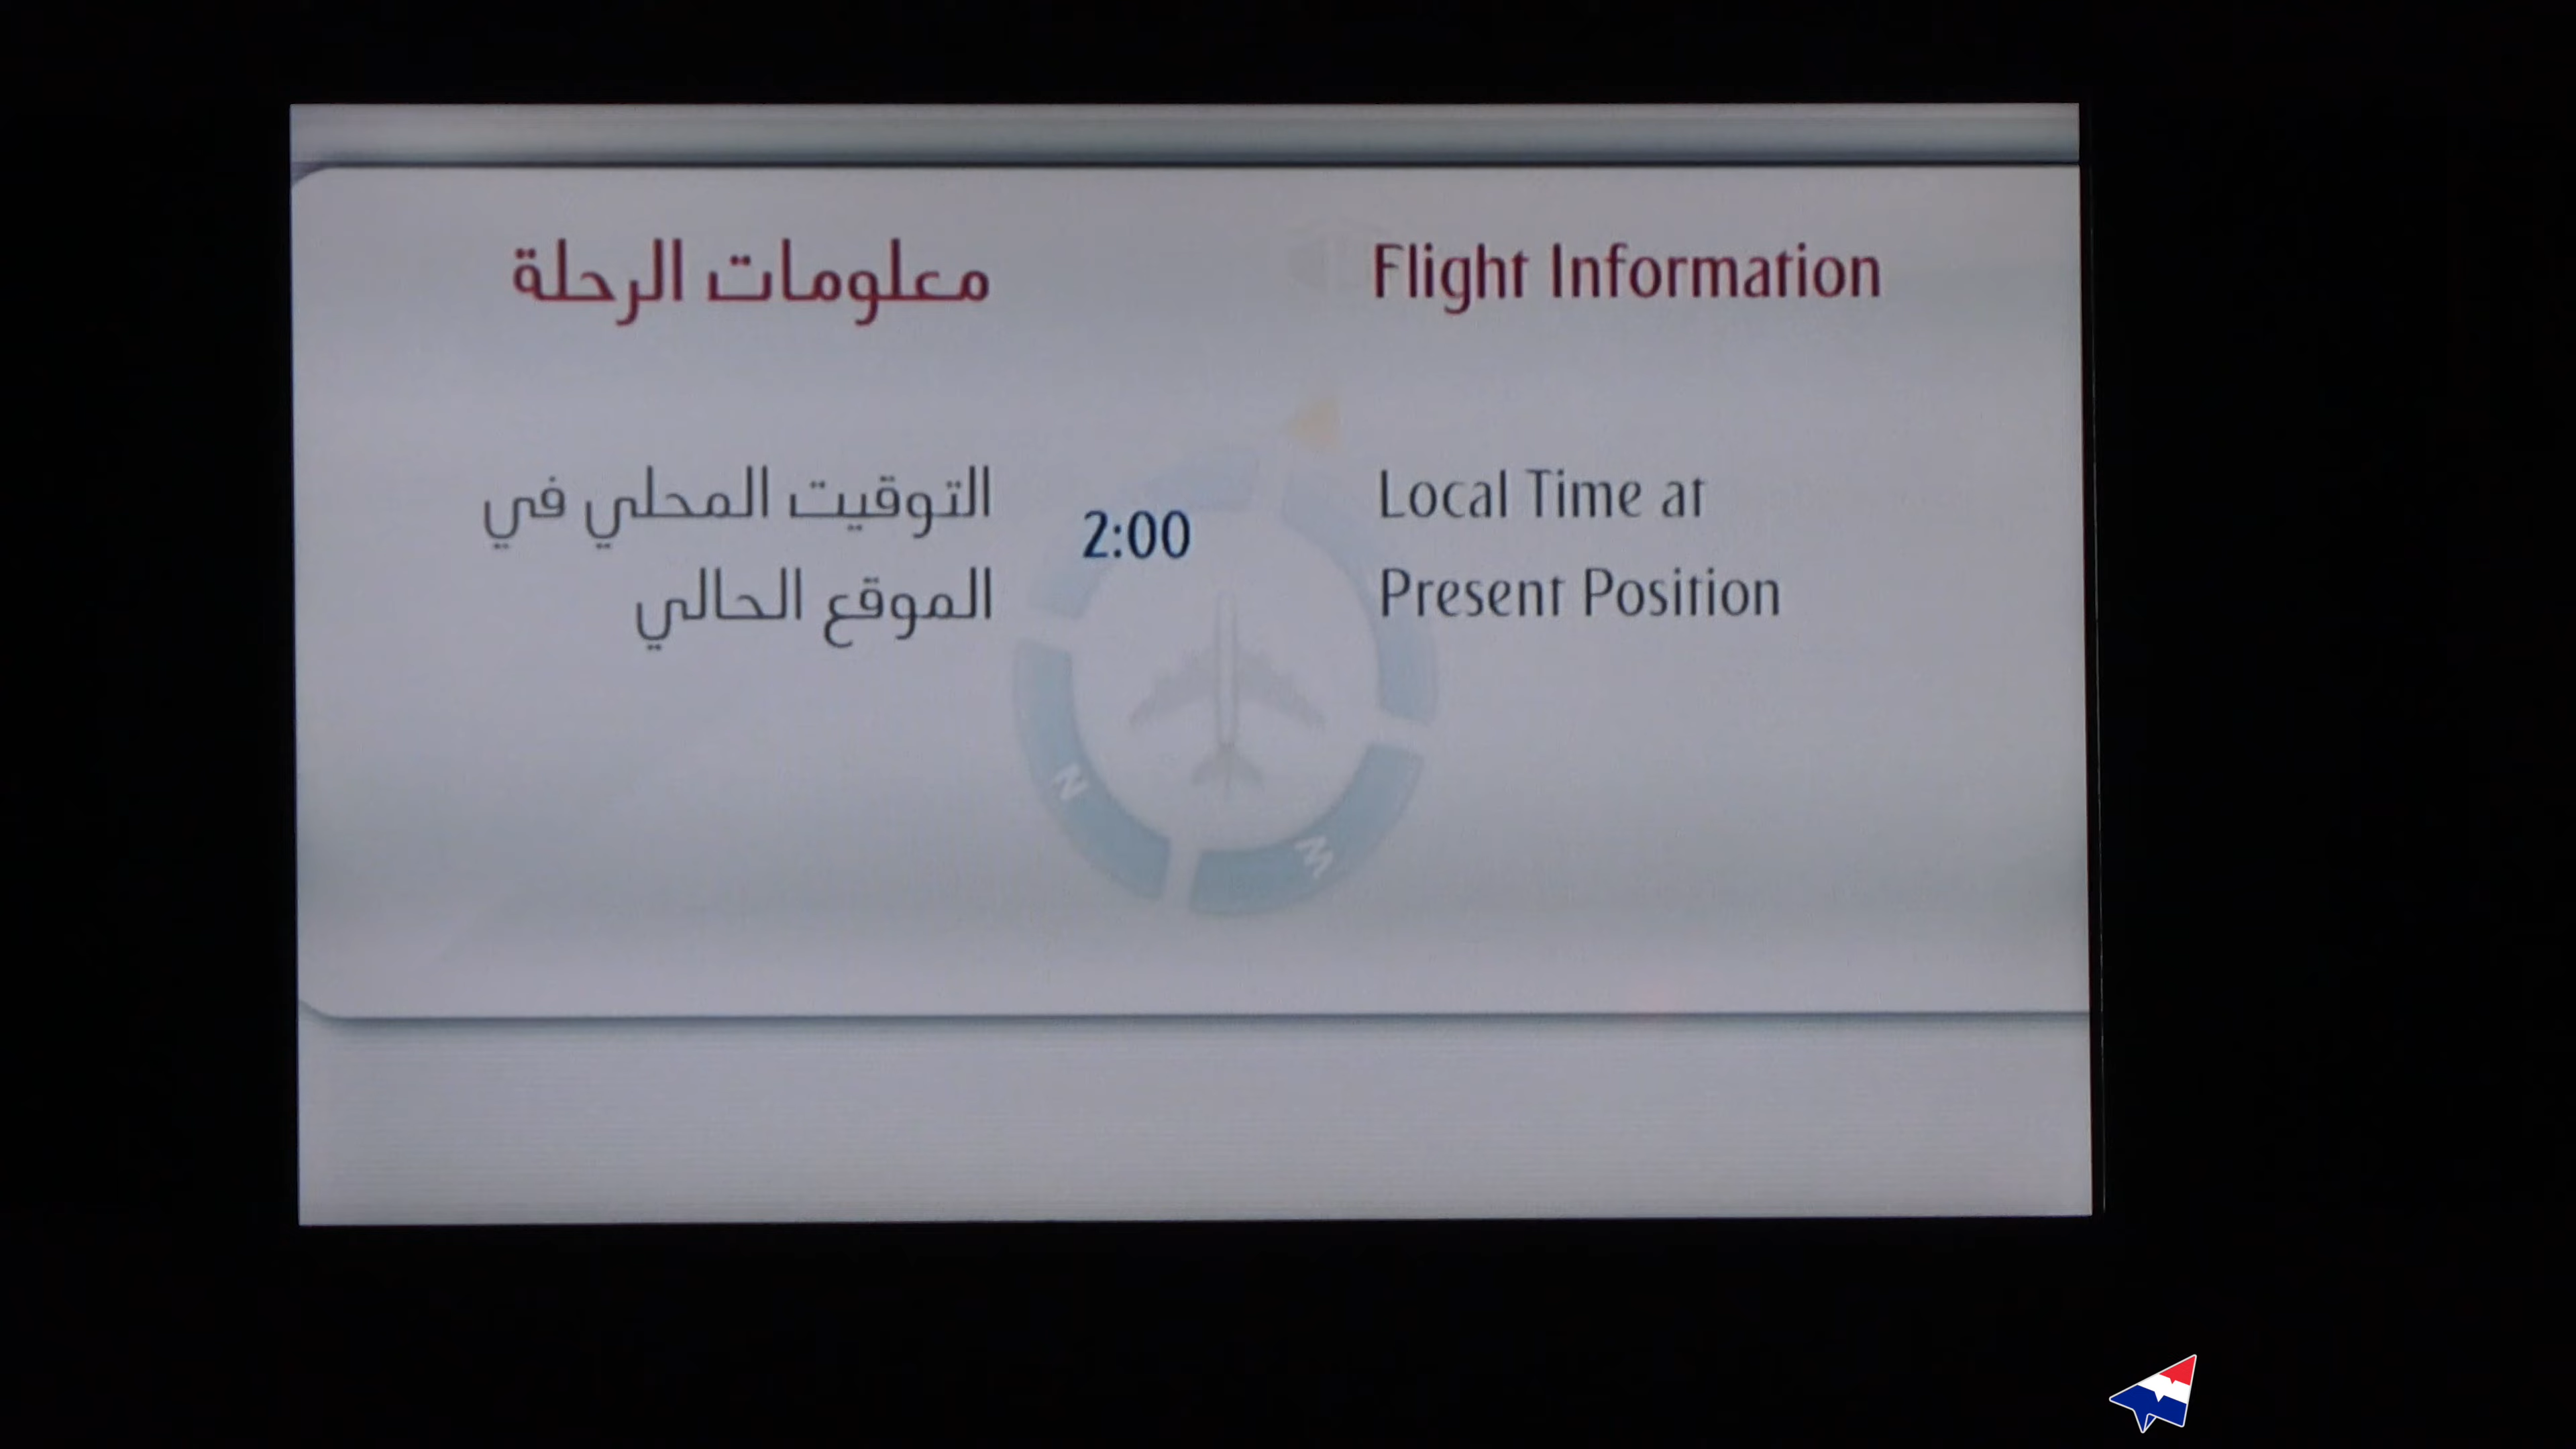 معلومات الرحلة
Flight Information
التوقيت المحلي في
الموقع الحالي
2:00
Local Time at
Present Position
N
W